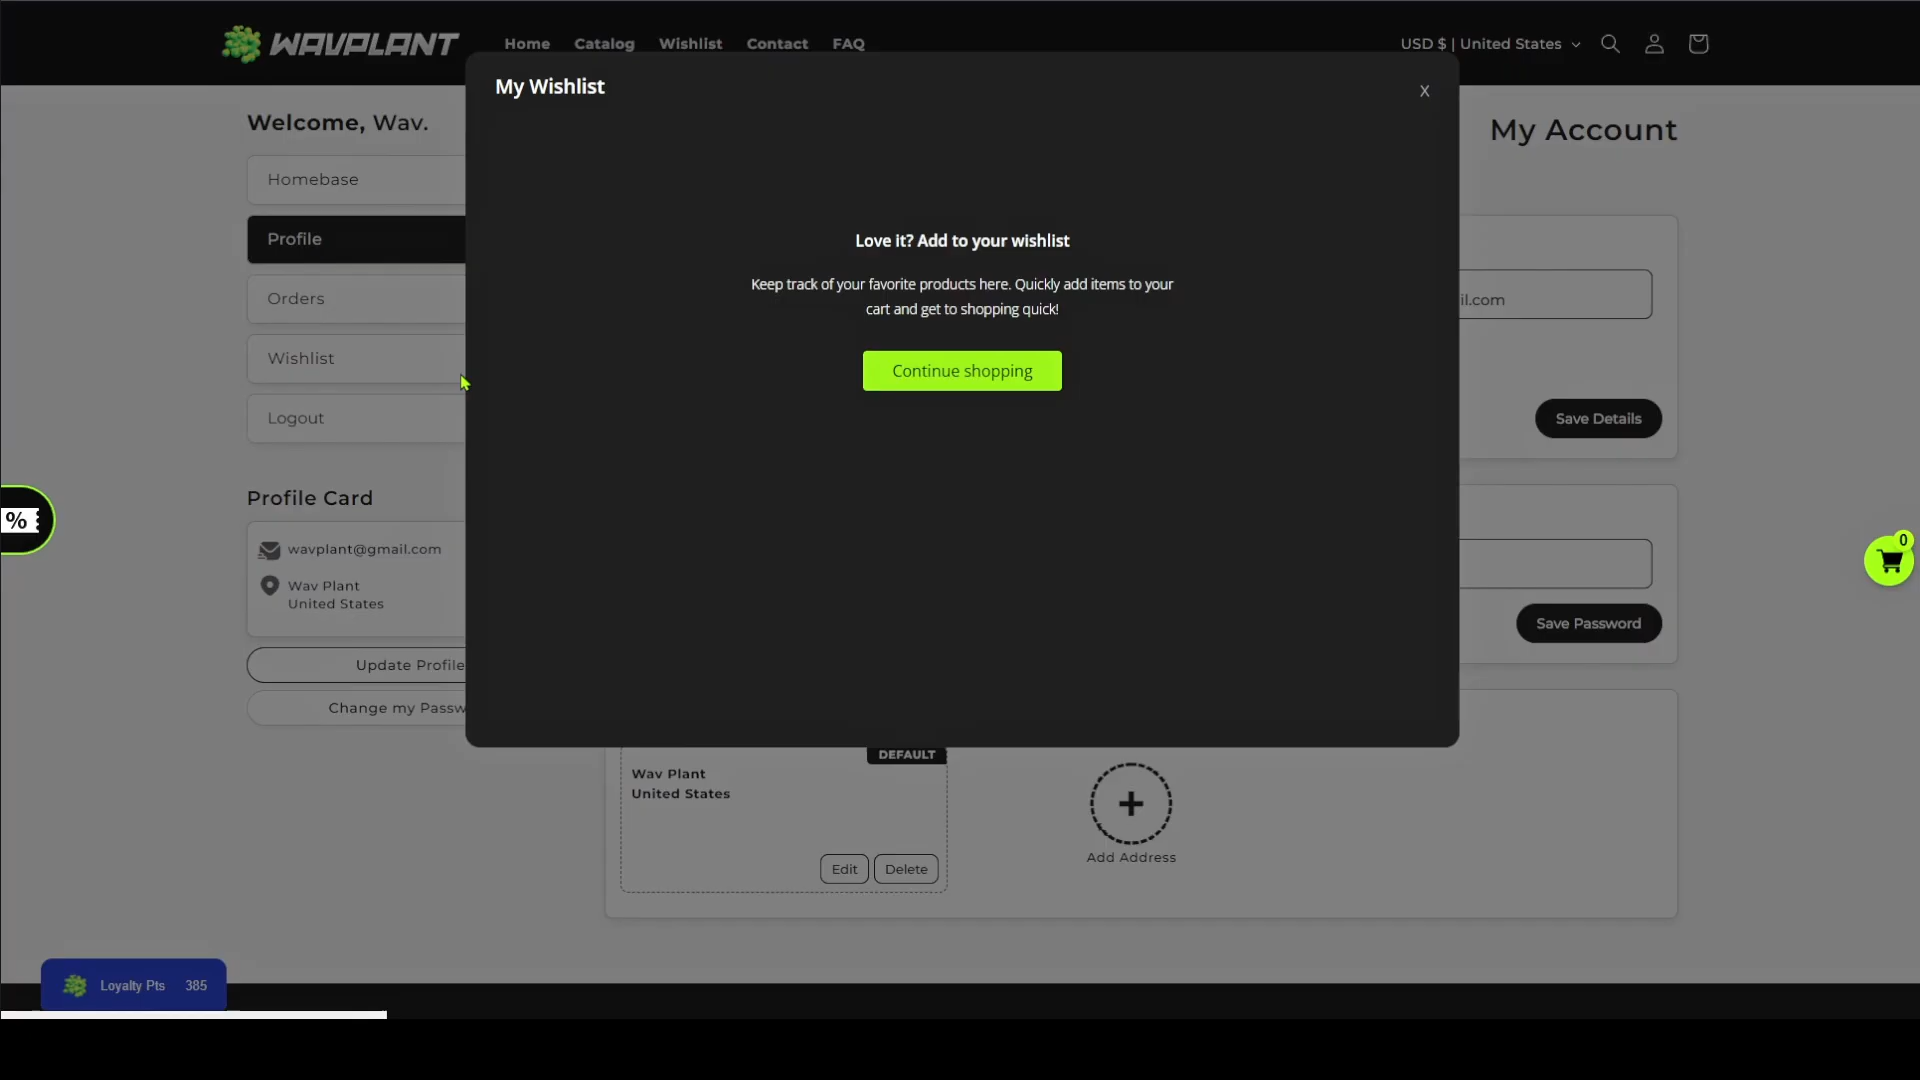 WAVPLANT
Home Catalog Wishlist Contact FAQ
USD $ | United States
My Wishlist
X
Welcome, Wav.
My Account
Homebase
Profile
Orders
Wishlist
Logout
Love it? Add to your wishlist
Keep track of your favorite products here. Quickly add items to your
cart and get to shopping quick!
Continue shopping
il.com
Save Details
Profile Card
%
wavplant@gmail.com
Wav Plant
United States
0
Save Password
Update Profile
Change my Passw
DEFAULT
Wav Plant
United States
Edit
Delete
Add Address
Loyalty Pts 385